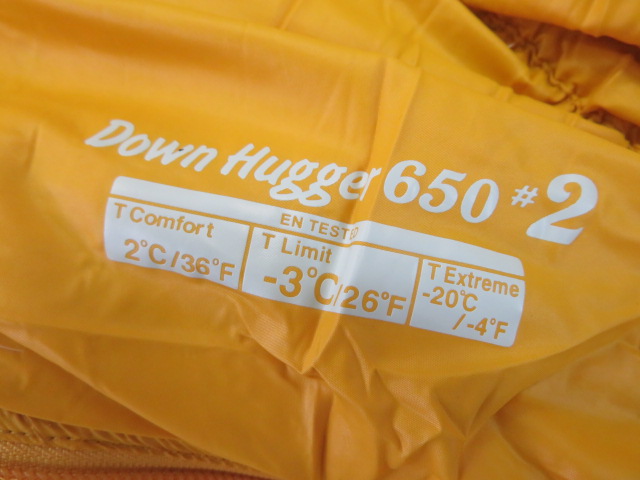 Down Hugger 650 #2
EN TESTED
T Comfort
2°C/36°F
T Limit
-3°C/26°F
T Extreme
-20°C
/-4°F